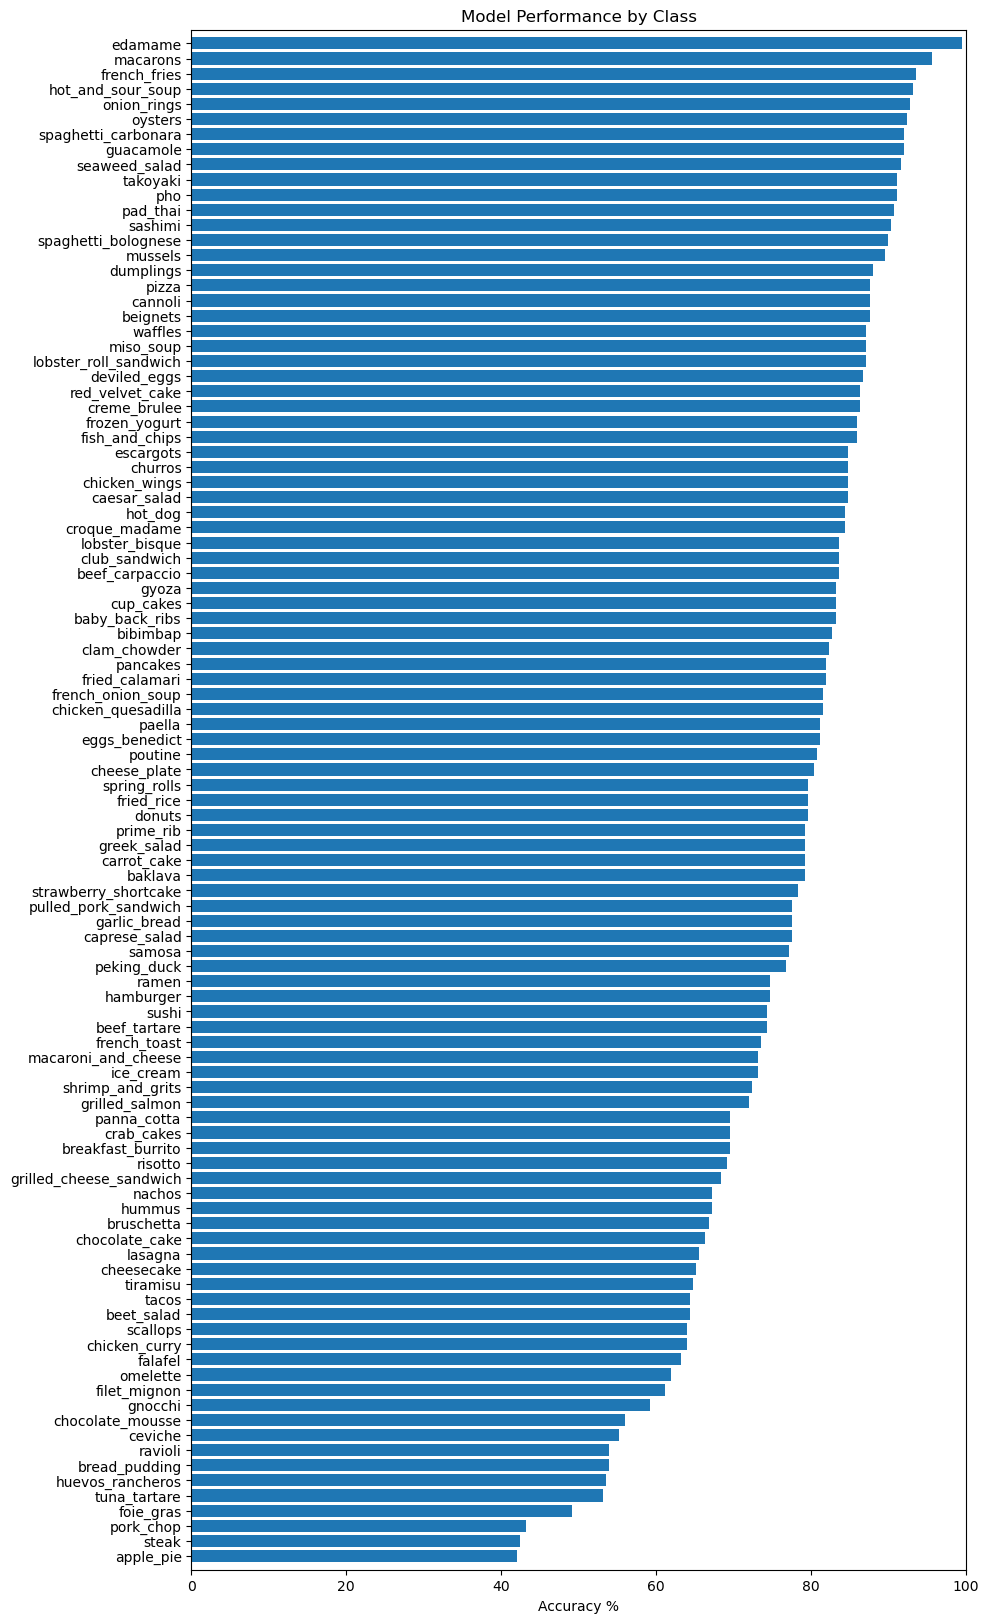 Model Performance by Class
edamame
macarons
french_fries
hot_and_sour_soup
onion_rings
oysters
spaghetti_carbonara
guacamole
seaweed_salad
takoyaki
pho
pad_thai
sashimi
spaghetti_bolognese
mussels
dumplings
pizza
cannoli
beignets
waffles
miso_soup
lobster_roll_sandwich
deviled_eggs
red_velvet_cake
creme_brulee
frozen_yogurt
fish_and_chips
escargots
churros
chicken_wings
caesar_salad
hot_dog
croque_madame
lobster_bisque
club_sandwich
beef_carpaccio
gyoza
cup_cakes
baby_back_ribs
bibimbap
clam_chowder
pancakes
fried_calamari
french_onion_soup
chicken_quesadilla
paella
eggs_benedict
poutine
cheese_plate
spring_rolls
fried_rice
donuts
prime_rib
greek_salad
carrot_cake
baklava
strawberry_shortcake
pulled_pork_sandwich
garlic_bread
caprese_salad
samosa
peking_duck
ramen
hamburger
sushi
beef_tartare
french_toast
macaroni_and_cheese
ice_cream
shrimp_and_grits
grilled_salmon
panna_cotta
crab_cakes
breakfast_burrito
risotto
grilled_cheese_sandwich
nachos
hummus
bruschetta
chocolate_cake
lasagna
cheesecake
tiramisu
tacos
beet_salad
scallops
chicken_curry
falafel
omelette
filet_mignon
gnocchi
chocolate_mousse
ceviche
ravioli
bread_pudding
huevos_rancheros
tuna_tartare
foie_gras
pork_chop
steak
apple_pie
0 20 40 60 80 100
Accuracy %